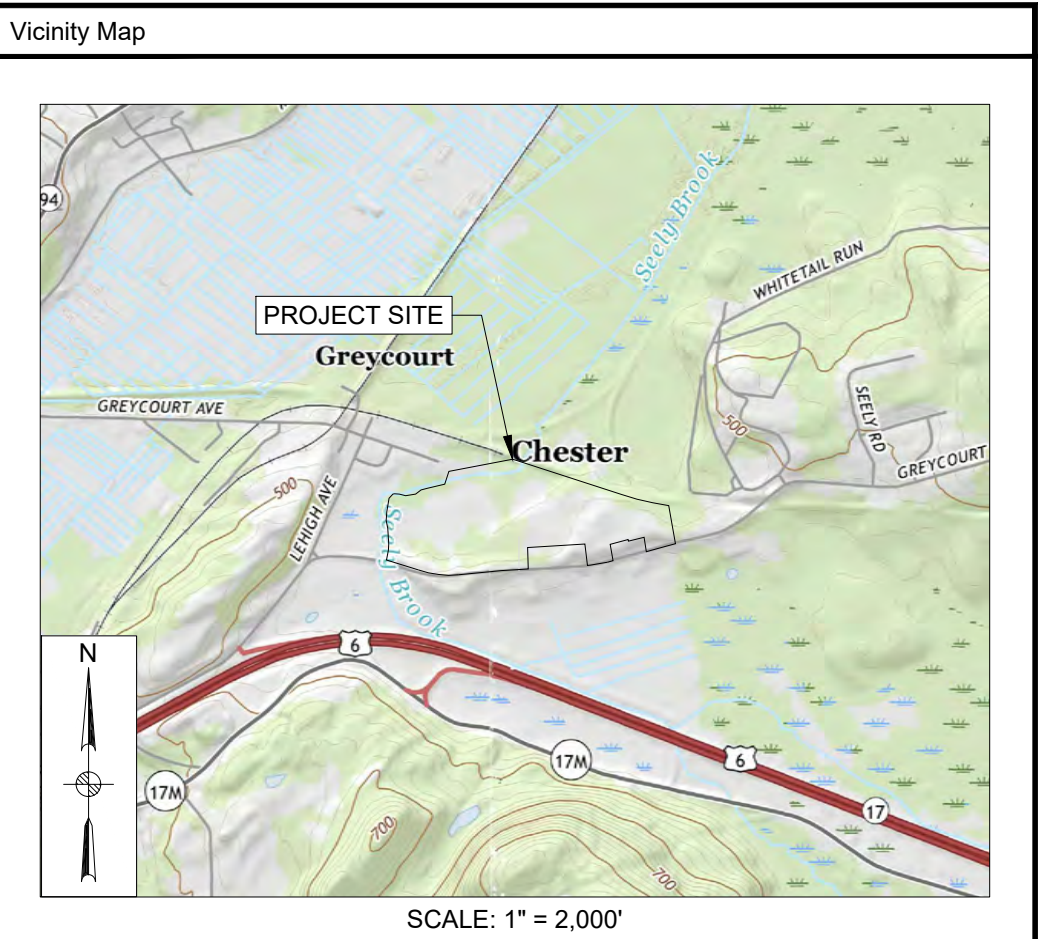 Vicinity Map
94
Seely Brook
WHITETAIL RUN
PROJECT SITE
Greycourt
GREYCOURT AVE
SEELY RD
500
Chester
GREYCOURT
500
LEHIGH AVE
Seely Brook
6
N
17M
6
17M
17
700
700
SCALE: 1" = 2,000'